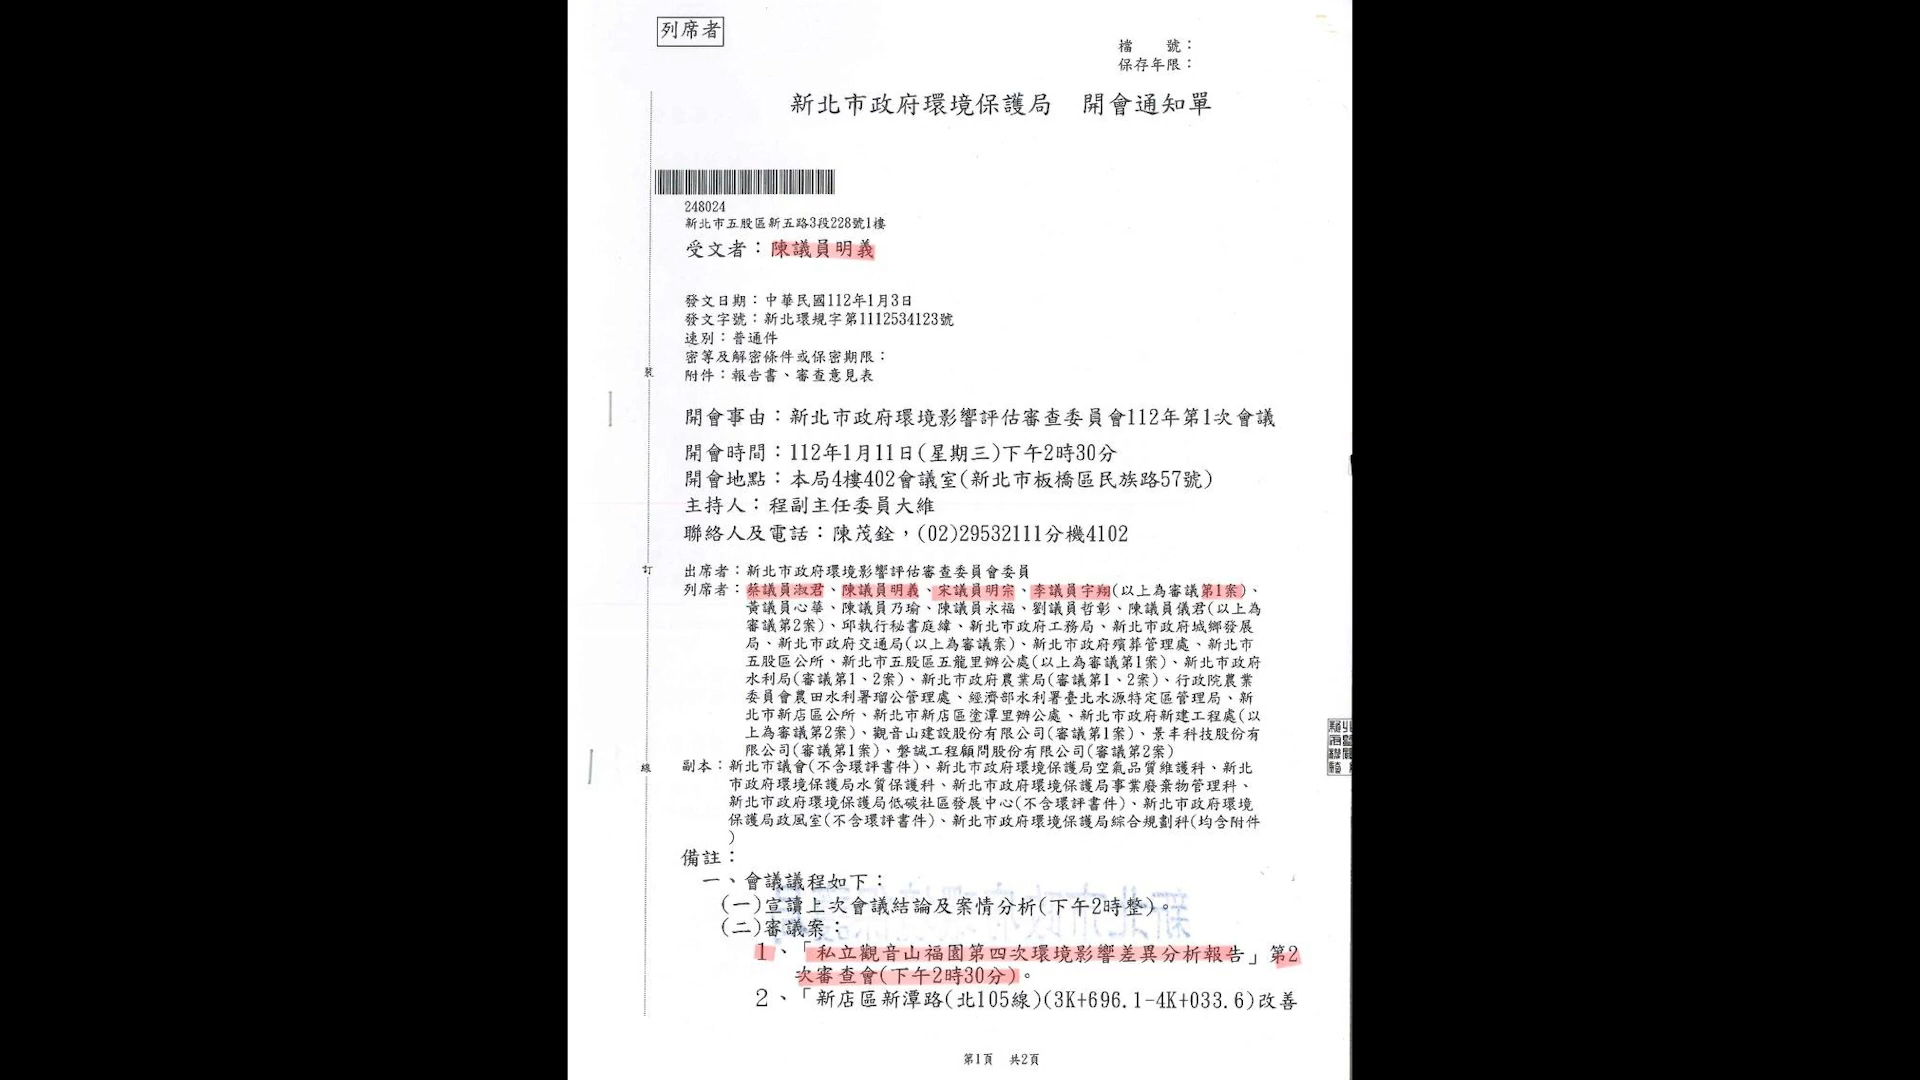 列席者
檔　　號：
保存年限：
新北市政府環境保護局　開會通知單
248024
新北市五股區新五路3段228號1樓
受文者：陳議員明義
發文日期：中華民國112年1月3日
發文字號：新北環規字第1112534123號
速別：普通件
密等及解密條件或保密期限：
附件：報告書、審查意見表
開會事由：新北市政府環境影響評估審查委員會112年第1次會議
開會時間：112年1月11日(星期三)下午2時30分
開會地點：本局4樓402會議室(新北市板橋區民族路57號)
主持人：程副主任委員大維
聯絡人及電話：陳茂銓，(02)29532111分機4102
出席者：新北市政府環境影響評估審查委員會委員
列席者：蔡議員淑君、陳議員明義、宋議員明宗、李議員宇翔(以上為審議第1案)、
黃議員心華、陳議員乃瑜、陳議員永福、劉議員哲彰、陳議員儀君(以上為
審議第2案)、邱執行秘書庭緯、新北市政府工務局、新北市政府城鄉發展
局、新北市政府交通局(以上為審議案)、新北市政府殯葬管理處、新北市
五股區公所、新北市五股區五龍里辦公處(以上為審議第1案)、新北市政府
水利局(審議第1、2案)、新北市政府農業局(審議第1、2案)、行政院農業
委員會農田水利署瑠公管理處、經濟部水利署臺北水源特定區管理局、新
北市新店區公所、新北市新店區塗潭里辦公處、新北市政府新建工程處(以
上為審議第2案)、觀音山建設股份有限公司(審議第1案)、景丰科技股份有
限公司(審議第1案)、磐誠工程顧問股份有限公司(審議第2案)
副本：新北市議會(不含環評書件)、新北市政府環境保護局空氣品質維護科、新北
市政府環境保護局水質保護科、新北市政府環境保護局事業廢棄物管理科、
新北市政府環境保護局低碳社區發展中心(不含環評書件)、新北市政府環境
保護局政風室(不含環評書件)、新北市政府環境保護局綜合規劃科(均含附件
)
備註：
一、會議議程如下：
(一)宣讀上次會議結論及案情分析(下午2時整)。
(二)審議案：
1、「私立觀音山福園第四次環境影響差異分析報告」第2
次審查會(下午2時30分)。
2、「新店區新潭路(北105線)(3K+696.1-4K+033.6)改善
裝
訂
線
第1頁　共2頁